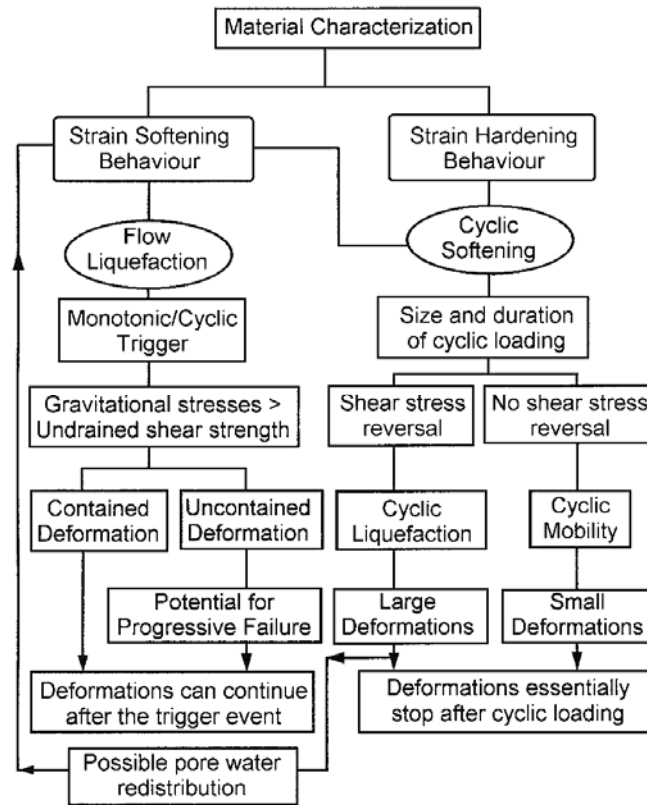 Material Characterization
Strain Softening
Behaviour
Strain Hardening
Behaviour
Flow
Liquefaction
Cyclic
Softening
Monotonic/Cyclic
Trigger
Size and duration
of cyclic loading
Gravitational stresses >
Undrained shear strength
Shear stress
reversal
No shear stress
reversal
Contained
Deformation
Uncontained
Deformation
Cyclic
Liquefaction
Cyclic
Mobility
Potential for
Progressive Failure
Large
Deformations
Small
Deformations
Deformations can continue
after the trigger event
Deformations essentially
stop after cyclic loading
Possible pore water
redistribution